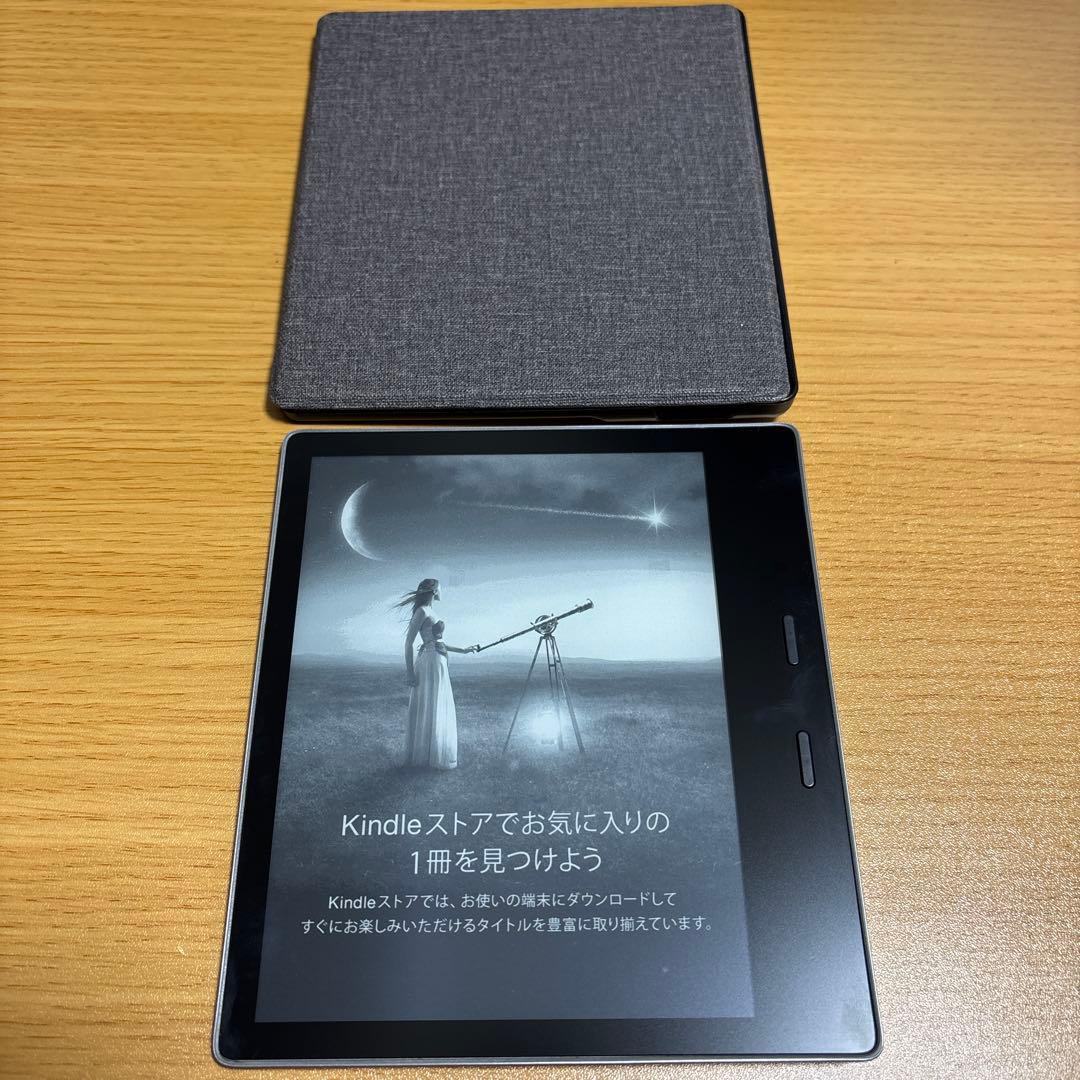 Kindleストアでお気に入りの
1冊を見つけよう
Kindleストアでは、お使いの端末にダウンロードして
すぐにお楽しみいただけるタイトルを豊富に取り揃えています。